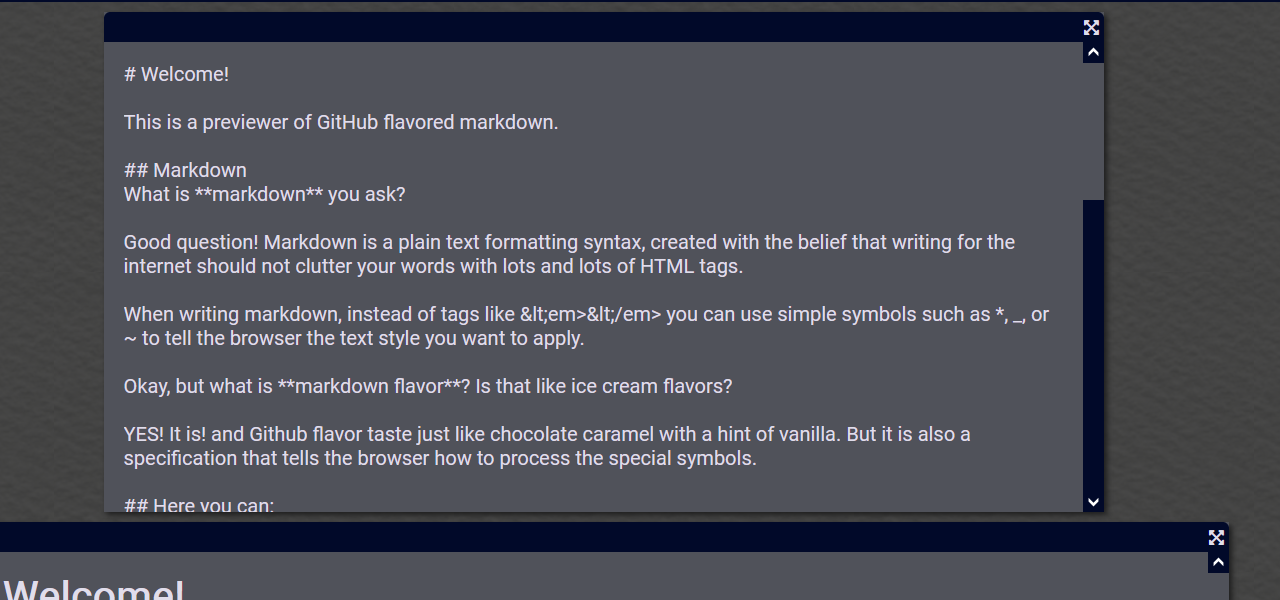 # Welcome!
This is a previewer of GitHub flavored markdown.
## Markdown
What is **markdown** you ask?
Good question! Markdown is a plain text formatting syntax, created with the belief that writing for the
internet should not clutter your words with lots and lots of HTML tags.
When writing markdown, instead of tags like &lt;em>&lt;/em> you can use simple symbols such as *, _, or
~ to tell the browser the text style you want to apply.
Okay, but what is **markdown flavor**? Is that like ice cream flavors?
YES! It is! and Github flavor taste just like chocolate caramel with a hint of vanilla. But it is also a
specification that tells the browser how to process the special symbols.
## Here you can:
Welcome!